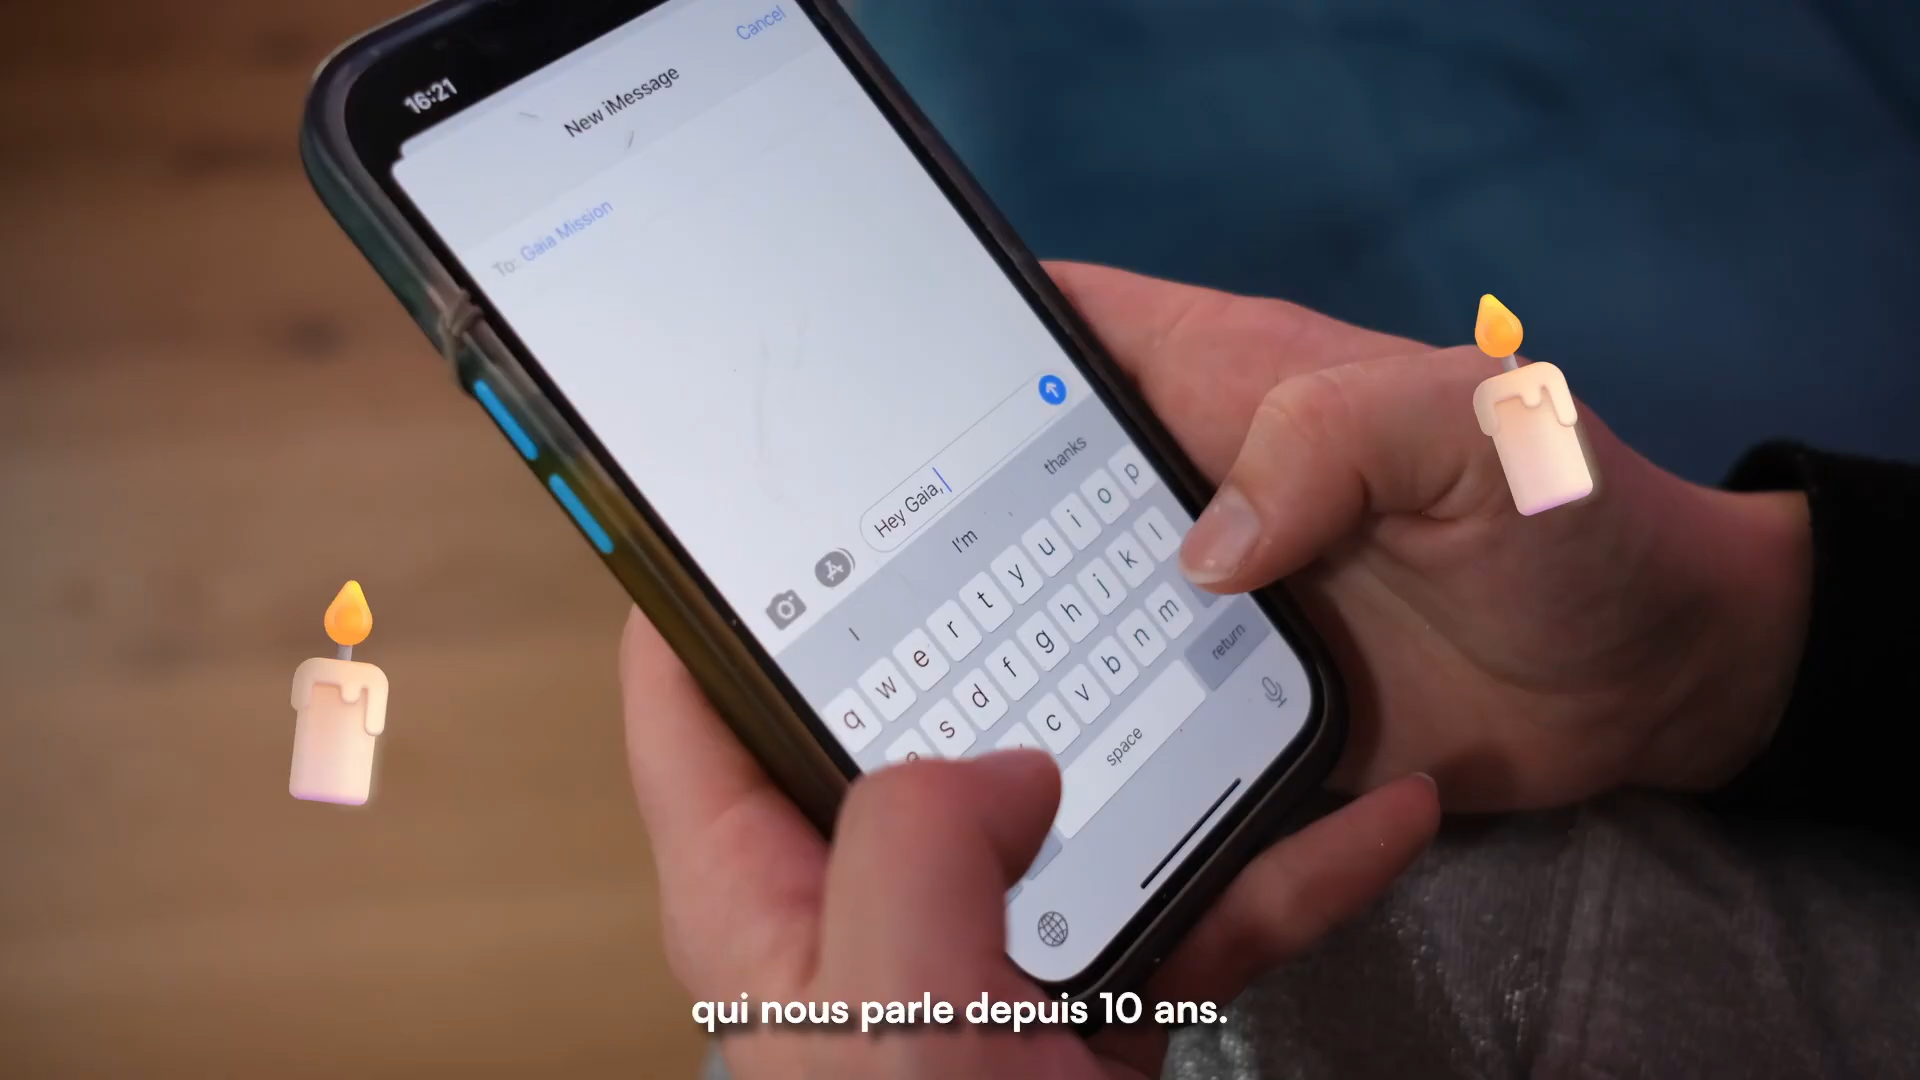 16:21
Cancel
New iMessage
To: Gaia Mission
Hey Gaia,
I
I'm
thanks
q w e r t y u i o p
a s d f g h j k l
c v b n m
space
return
qui nous parle depuis 10 ans.